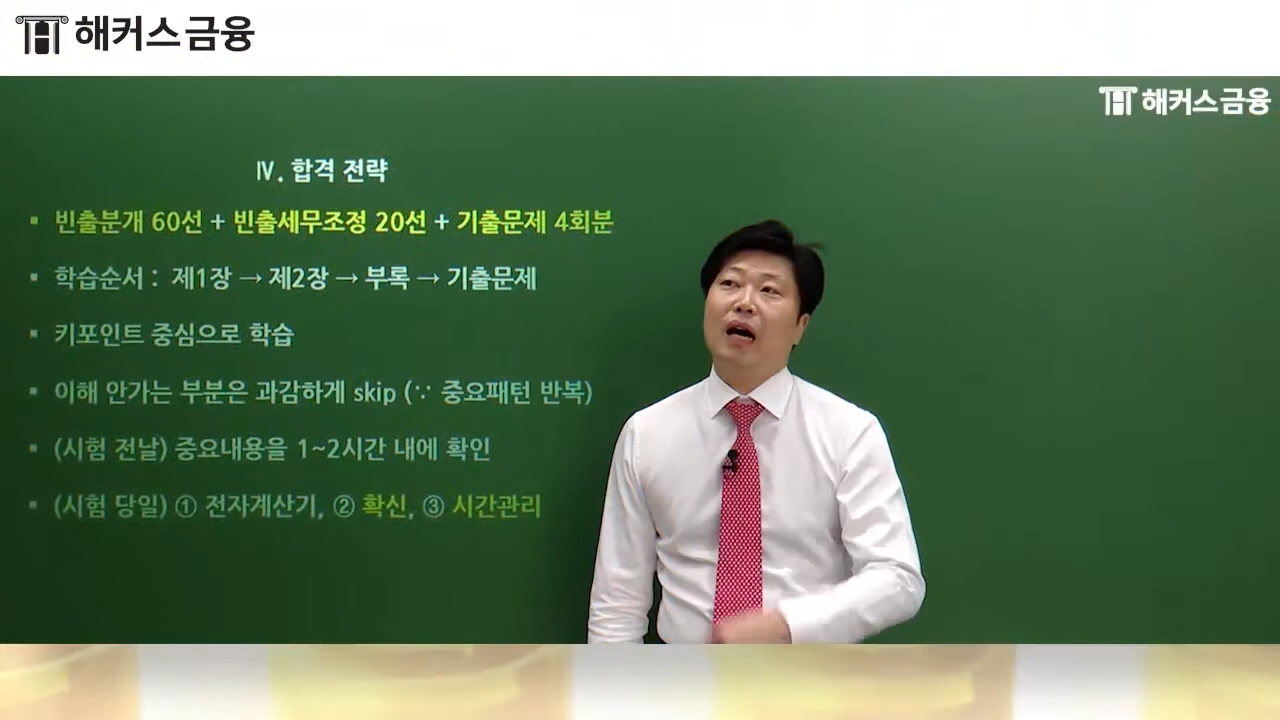 해커스금융
해커스금융
Ⅳ. 합격 전략
▪ 빈출분개 60선 + 빈출세무조정 20선 + 기출문제 4회분
▪ 학습순서 : 제1장 → 제2장 → 부록 → 기출문제
▪ 키포인트 중심으로 학습
▪ 이해 안가는 부분은 과감하게 skip (∵ 중요패턴 반복)
▪ (시험 전날) 중요내용을 1~2시간 내에 확인
▪ (시험 당일) ① 전자계산기, ② 확신, ③ 시간관리